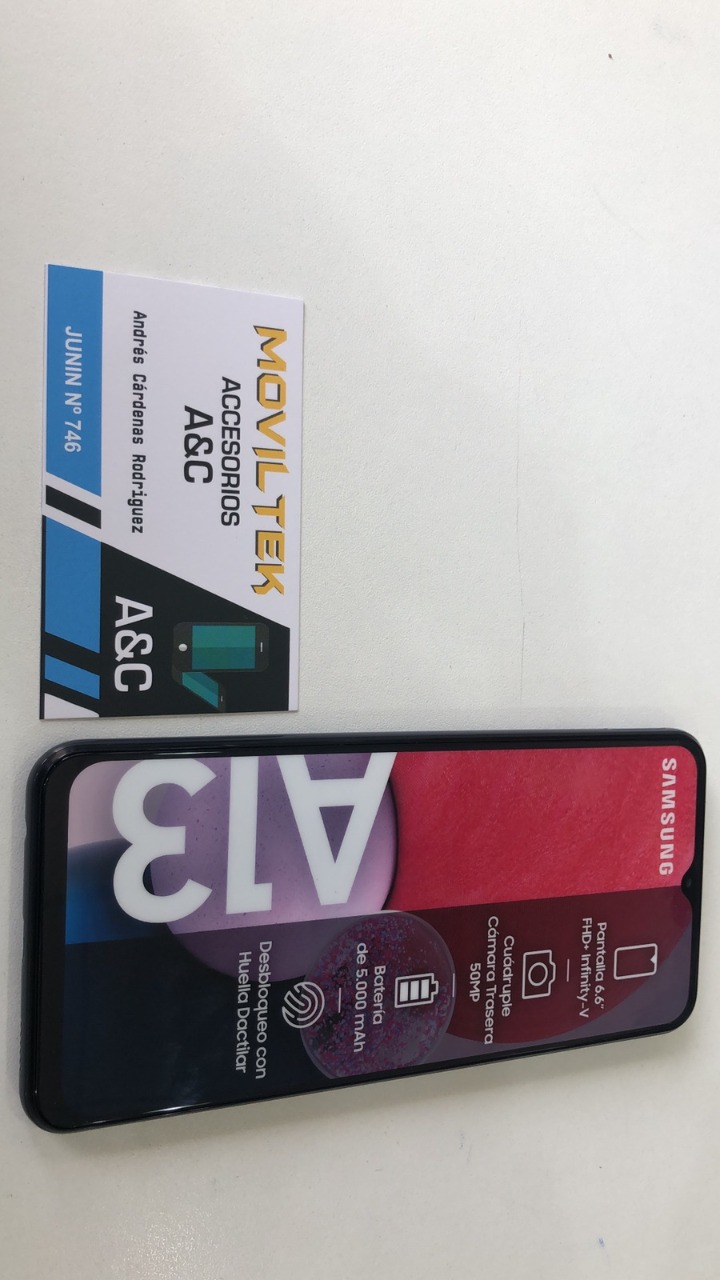 MOVILTEK
ACCESORIOS
A&C
Andrés Cárdenas Rodriguez
A&C
JUNIN Nº 746
SAMSUNG
Pantalla 6.6"
FHD+ Infinity-V
Cuádruple
Cámara Trasera
50MP
Batería
de 5.000 mAh
Desbloqueo con
Huella Dactilar
A13